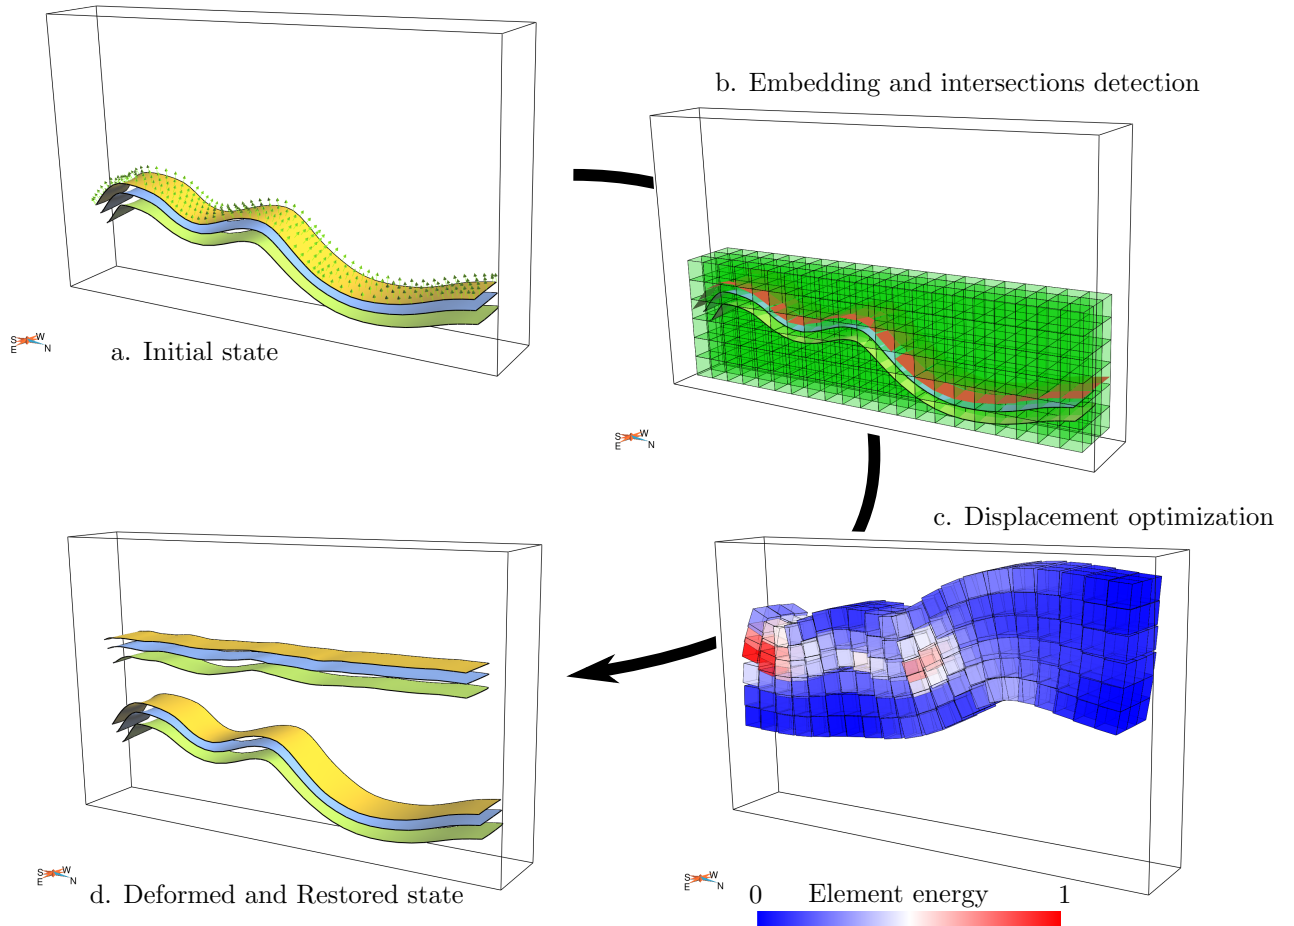 a. Initial state
S W
E N
b. Embedding and intersections detection
S W
E N
c. Displacement optimization
S W
E N
0 Element energy 1
d. Deformed and Restored state
S W
E N